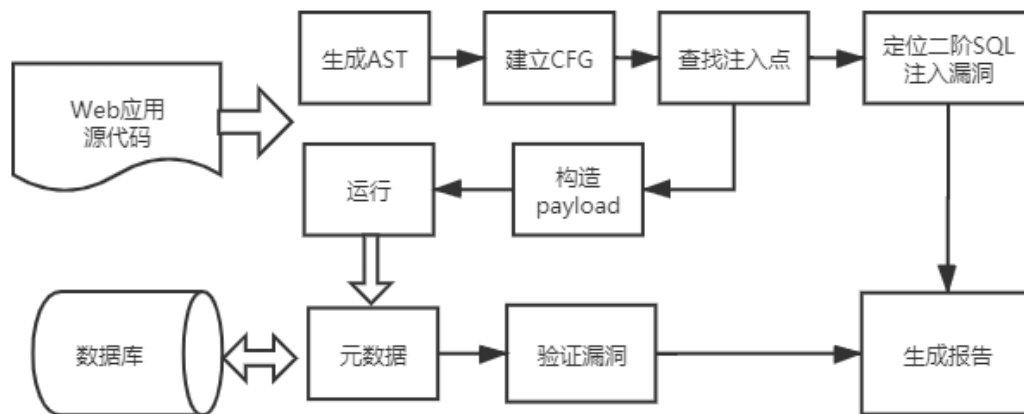 生成AST
建立CFG
查找注入点
定位二阶SQL
注入漏洞
Web应用
源代码
运行
构造
payload
数据库
元数据
验证漏洞
生成报告